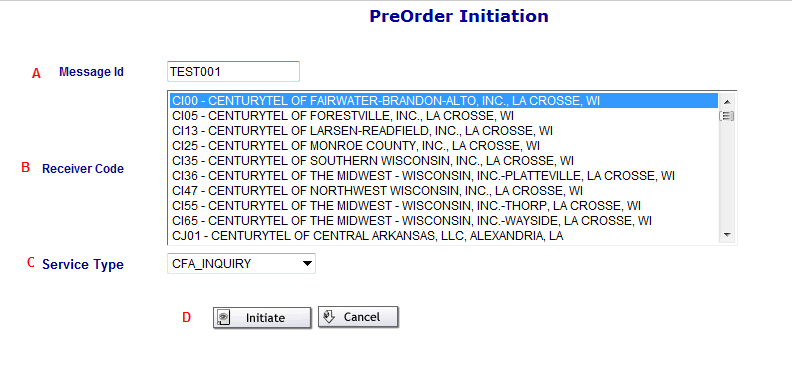 PreOrder Initiation
A Message Id TEST001
CI00 - CENTURYTEL OF FAIRWATER-BRANDON-ALTO, INC., LA CROSSE, WI
CI05 - CENTURYTEL OF FORESTVILLE, INC., LA CROSSE, WI
CI13 - CENTURYTEL OF LARSEN-READFIELD, INC., LA CROSSE, WI
CI25 - CENTURYTEL OF MONROE COUNTY, INC., LA CROSSE, WI
CI35 - CENTURYTEL OF SOUTHERN WISCONSIN, INC., LA CROSSE, WI
B Receiver Code CI36 - CENTURYTEL OF THE MIDWEST - WISCONSIN, INC.-PLATTEVILLE, LA CROSSE, WI
CI47 - CENTURYTEL OF NORTHWEST WISCONSIN, INC., LA CROSSE, WI
CI55 - CENTURYTEL OF THE MIDWEST - WISCONSIN, INC.-THORP, LA CROSSE, WI
CI65 - CENTURYTEL OF THE MIDWEST - WISCONSIN, INC.-WAYSIDE, LA CROSSE, WI
CJ01 - CENTURYTEL OF CENTRAL ARKANSAS, LLC, ALEXANDRIA, LA
C Service Type CFA_INQUIRY
D Initiate Cancel